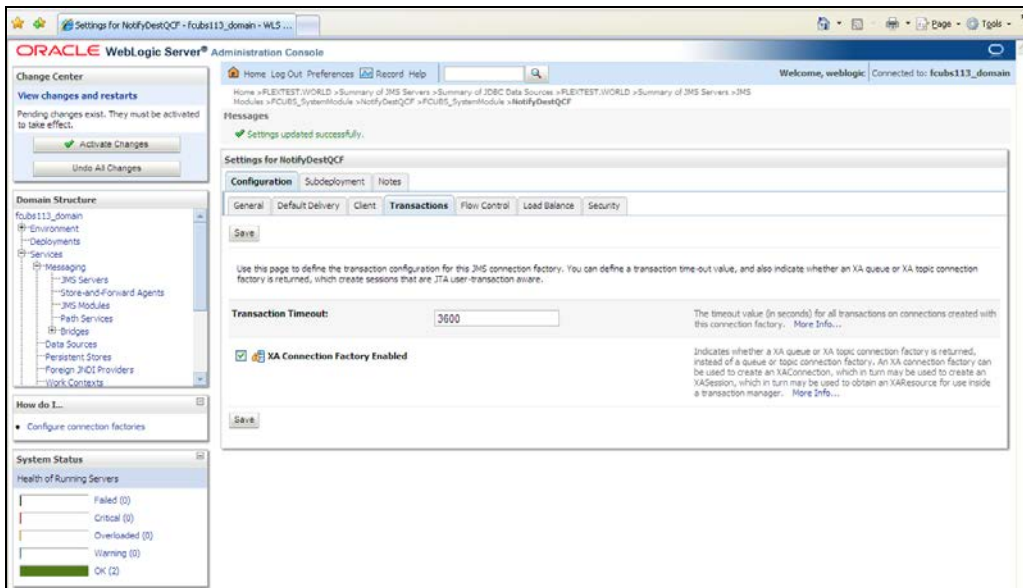 Settings for NotifyDestQCF - fcubs113_domain - WLS ...
Page
Tools
ORACLE WebLogic Server® Administration Console
Change Center
View changes and restarts
Pending changes exist. They must be activated
to take effect.
Activate Changes
Undo All Changes
Domain Structure
fcubs113_domain
Environment
Deployments
Services
Messaging
JMS Servers
Store-and-Forward Agents
JMS Modules
Path Services
Bridges
Data Sources
Persistent Stores
Foreign JNDI Providers
Work Contexts
How do I...
Configure connection factories
System Status
Health of Running Servers
Failed (0)
Critical (0)
Overloaded (0)
Warning (0)
OK (2)
Home Log Out Preferences Record Help
Welcome, weblogic Connected to: fcubs113_domain
Home >FLEXTEST.WORLD >Summary of JMS Servers >Summary of JDBC Data Sources >FLEXTEST.WORLD >Summary of JMS Servers >JMS
Modules >FCUBS_SystemModule >NotifyDestQCF >FCUBS_SystemModule >NotifyDestQCF
Messages
Settings updated successfully.
Settings for NotifyDestQCF
Configuration Subdeployment Notes
General Default Delivery Client Transactions Flow Control Load Balance Security
Save
Use this page to define the transaction configuration for this JMS connection factory. You can define a transaction time-out value, and also indicate whether an XA queue or XA topic connection
factory is returned, which create sessions that are JTA user-transaction aware.
Transaction Timeout: 3600
The timeout value (in seconds) for all transactions on connections created with
this connection factory. More Info...
XA Connection Factory Enabled
Indicates whether a XA queue or XA topic connection factory is returned,
instead of a queue or topic connection factory. An XA connection factory can
be used to create an XAConnection, which in turn may be used to create an
XASession, which in turn may be used to obtain an XAResource for use inside
a transaction manager. More Info...
Save